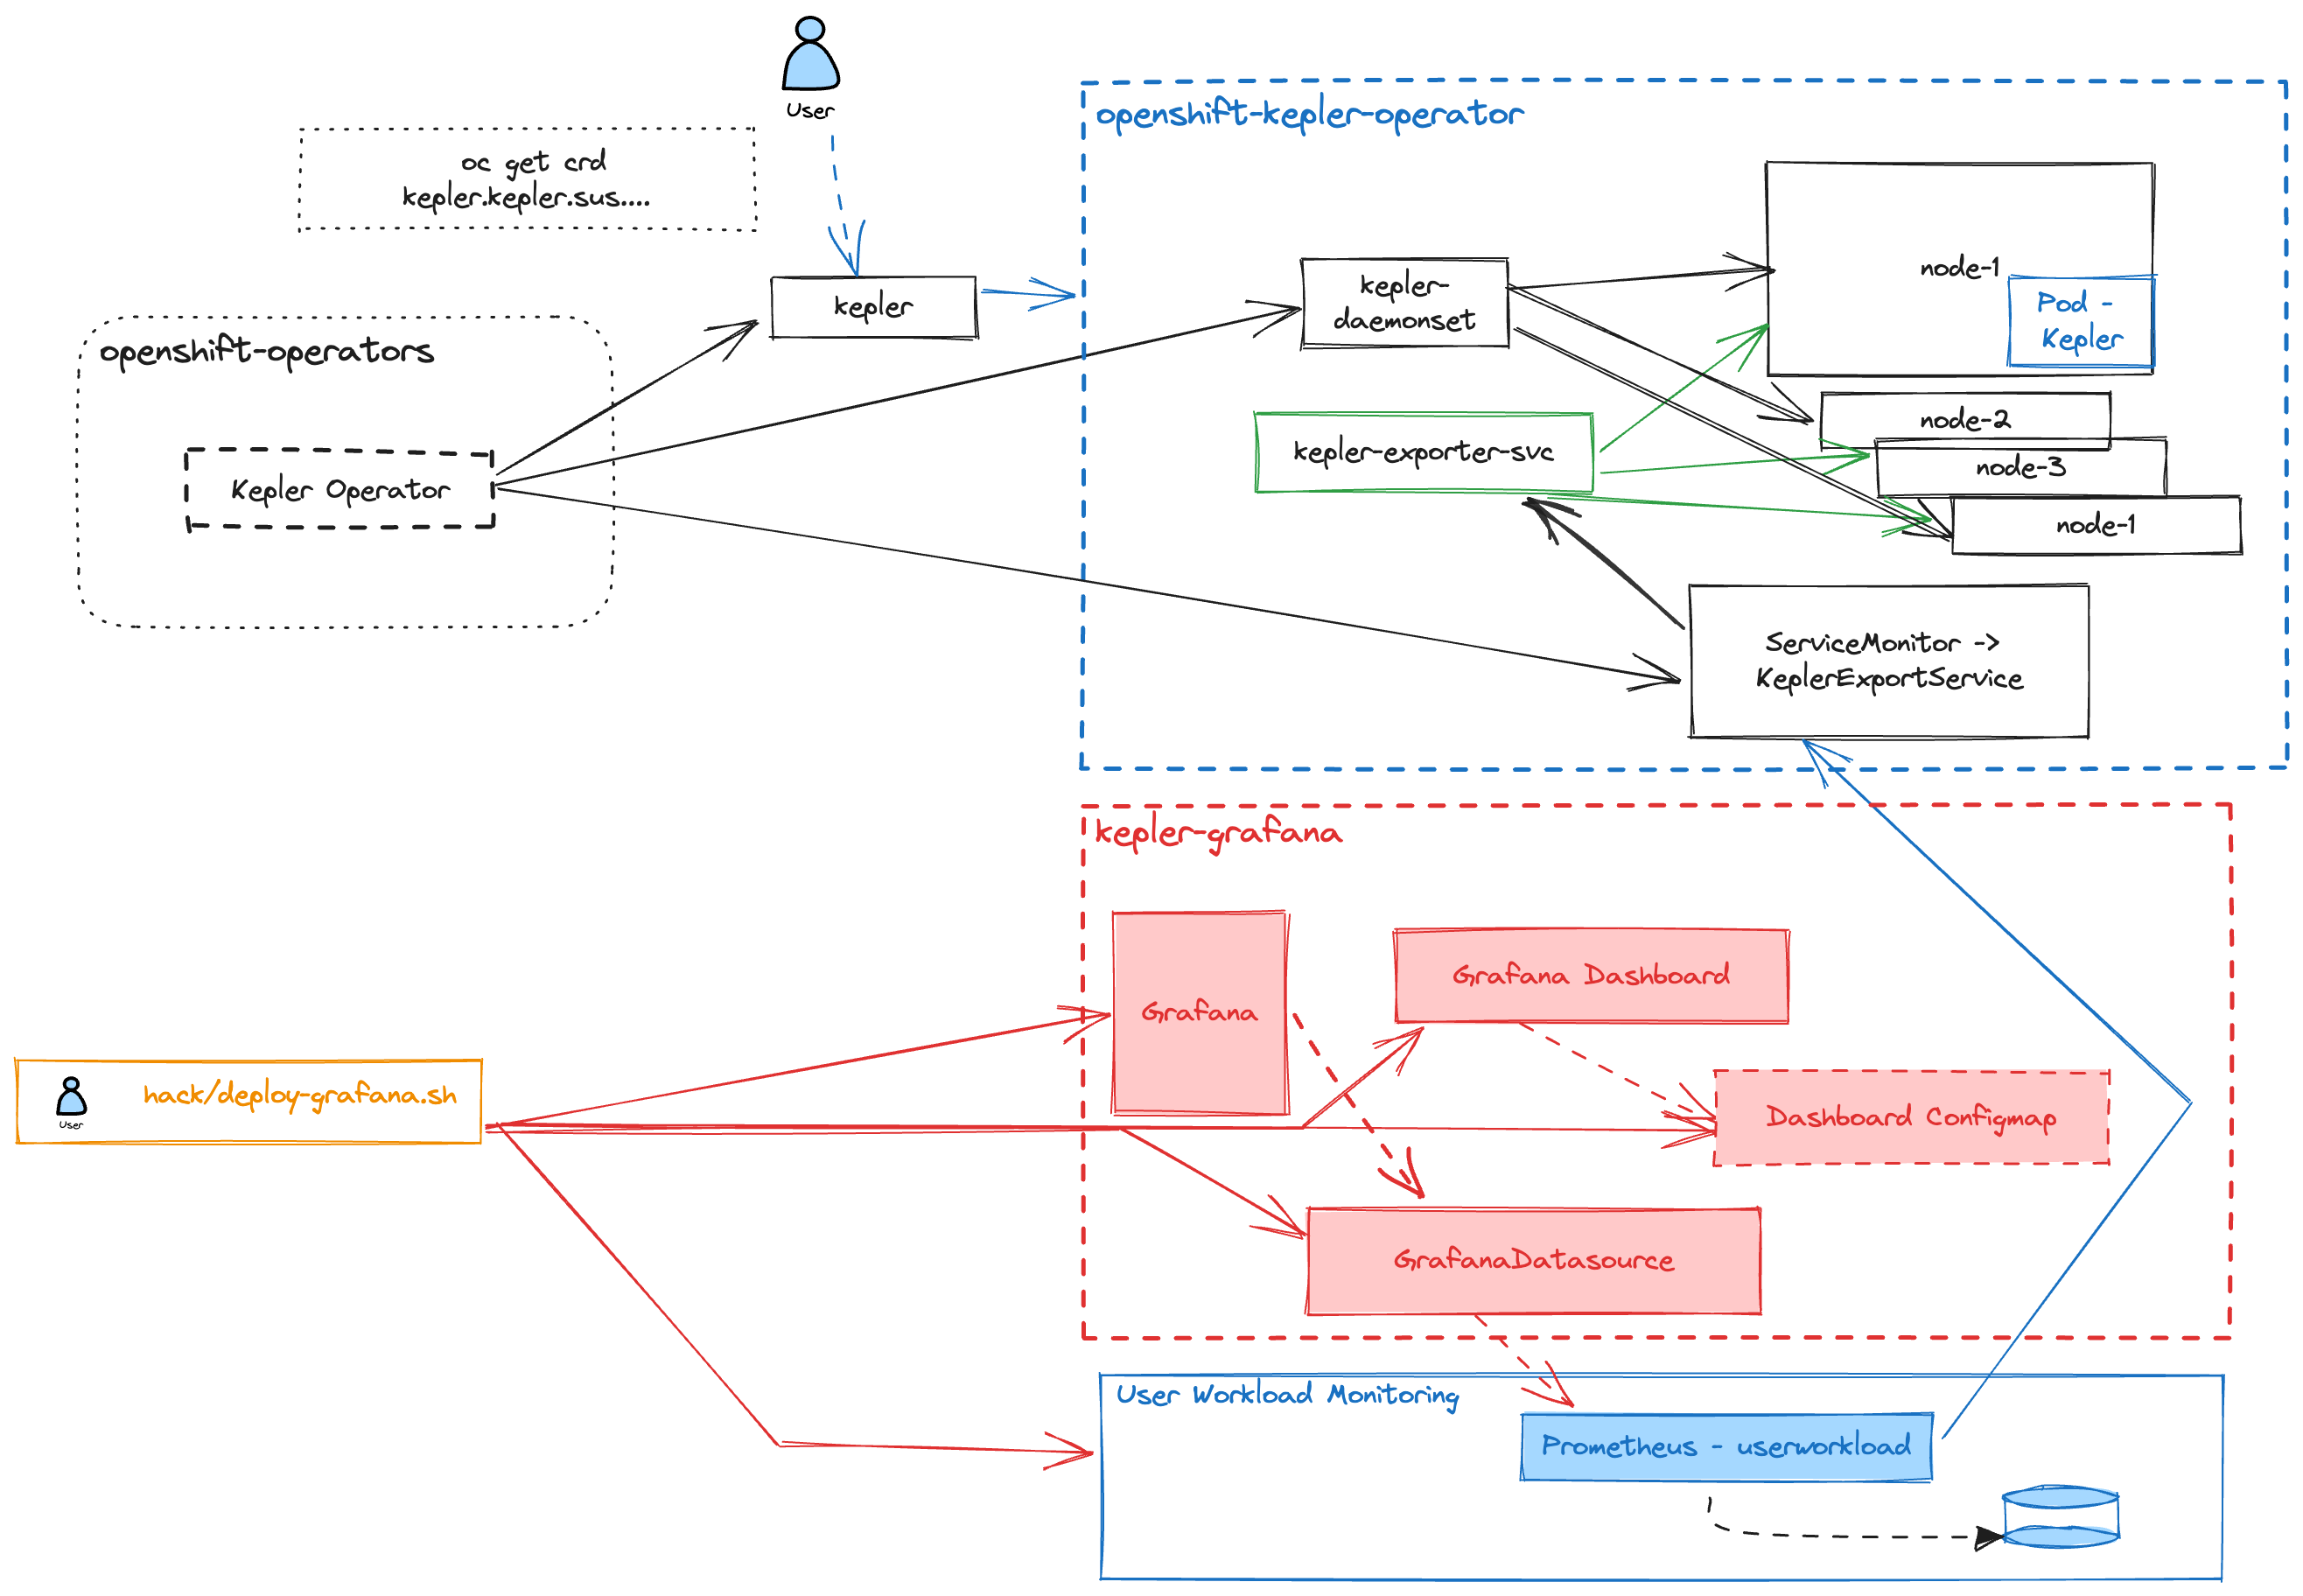 User
oc get crd
kepler.kepler.sus....
kepler
openshift-operators
Kepler Operator
openshift-kepler-operator
kepler-
daemonset
node-1
Pod -
Kepler
node-2
kepler-exporter-svc
node-3
node-1
ServiceMonitor ->
KeplerExportService
kepler-grafana
Grafana
Grafana Dashboard
hack/deploy-grafana.sh
User
Dashboard Configmap
GrafanaDatasource
User Workload Monitoring
Prometheus - userworkload